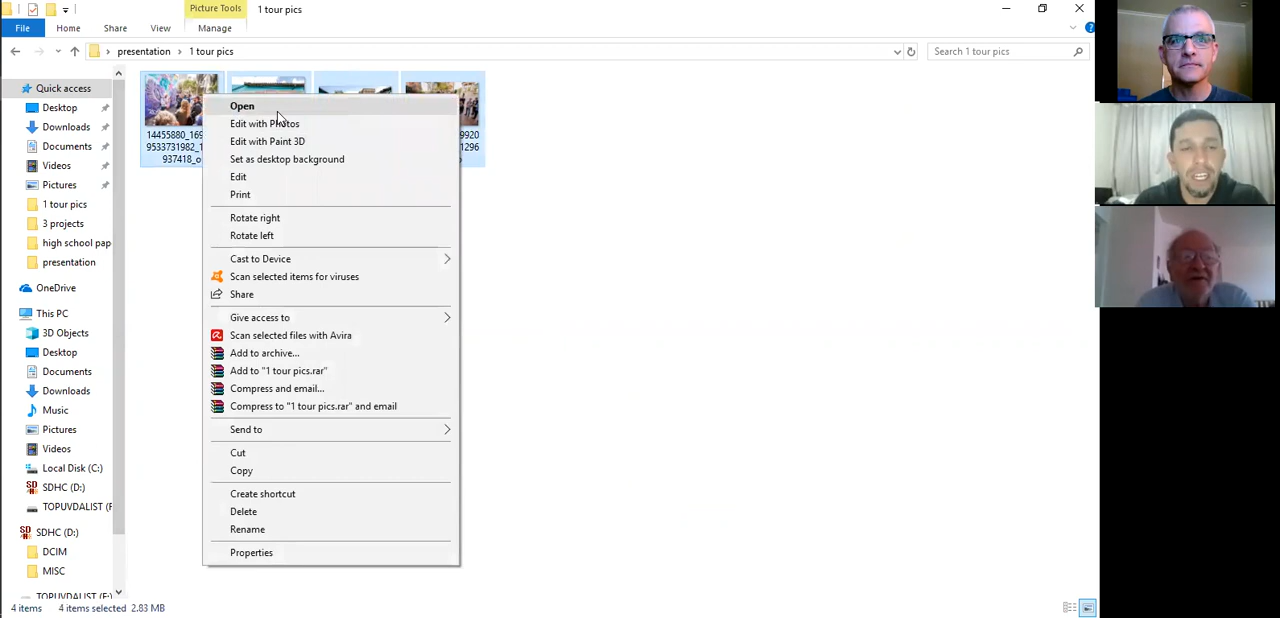 Picture Tools
1 tour pics
File
Home
Share
View
Manage
presentation
1 tour pics
Search 1 tour pics
Quick access
Desktop
Downloads
Documents
Videos
Pictures
1 tour pics
3 projects
high school pap
presentation
OneDrive
This PC
3D Objects
Desktop
Documents
Downloads
Music
Pictures
Videos
Local Disk (C:)
SDHC (D:)
TOPUVDALIST (F
SDHC (D:)
DCIM
MISC
TOPUVDALIST (F:
14455880_169
9533731982_1
937418_o
9920
1296
Open
Edit with Photos
Edit with Paint 3D
Set as desktop background
Edit
Print
Rotate right
Rotate left
Cast to Device
Scan selected items for viruses
Share
Give access to
Scan selected files with Avira
Add to archive...
Add to "1 tour pics.rar"
Compress and email...
Compress to "1 tour pics.rar" and email
Send to
Cut
Copy
Create shortcut
Delete
Rename
Properties
4 items
4 items selected 2.83 MB